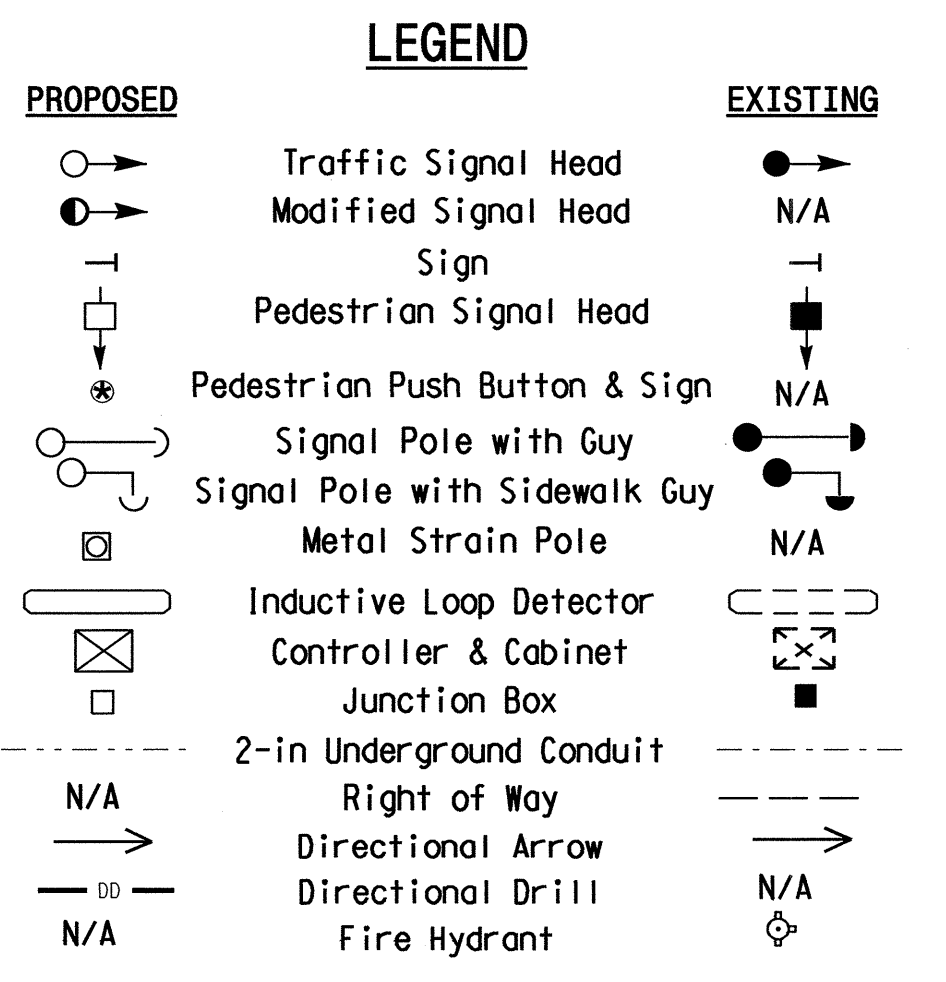 LEGEND
PROPOSED EXISTING
Traffic Signal Head
Modified Signal Head N/A
Sign
Pedestrian Signal Head
Pedestrian Push Button & Sign N/A
Signal Pole with Guy
Signal Pole with Sidewalk Guy
Metal Strain Pole N/A
Inductive Loop Detector
Controller & Cabinet
Junction Box
2-in Underground Conduit
N/A Right of Way
Directional Arrow
DD Directional Drill N/A
N/A Fire Hydrant